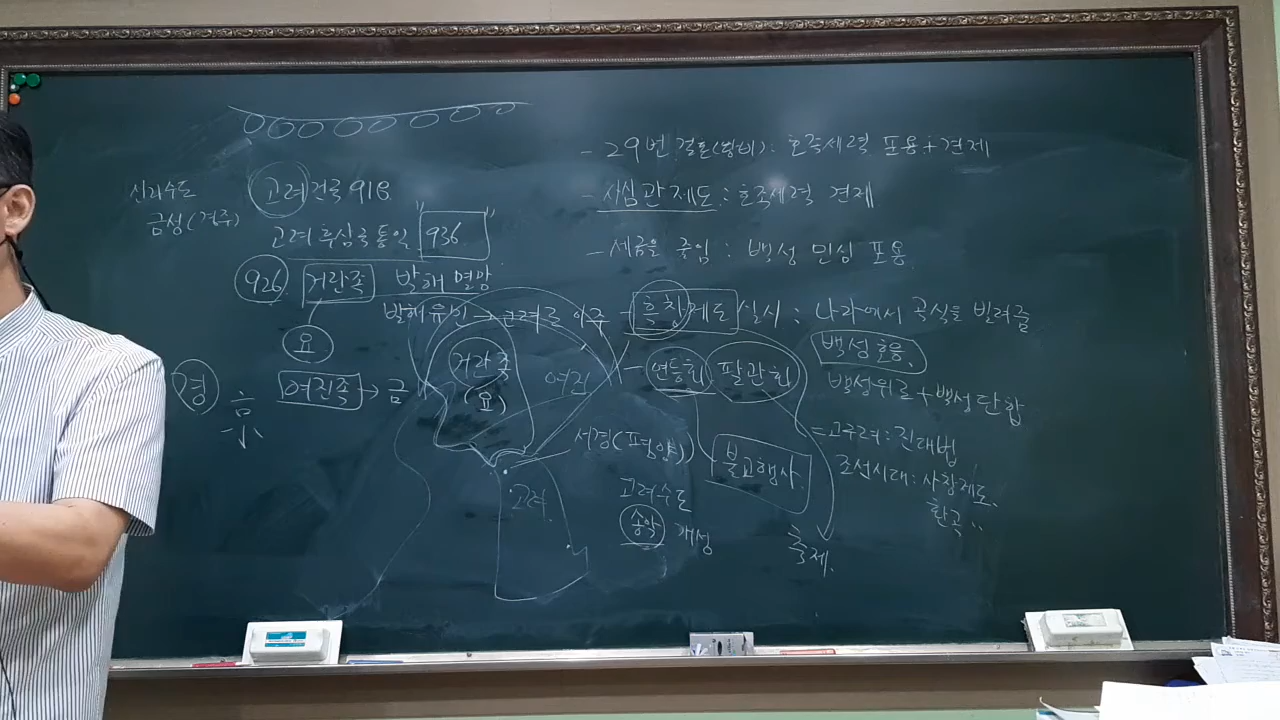 신라수도
금성(경주)
고려 건국 918
고려 후삼국 통일 "936"
926 거란족 발해 멸망
요
발해유민 → 고려로 이주
여진족 → 금
경
종
거란족
(요)
여진
고려
서경(평양)
고려수도
송악 개성
- 29번 결혼(왕비): 호족세력 포용+견제
- 사심관 제도: 호족세력 견제
- 세금을 줄임: 백성 민심 포용
- 흑창제도 실시: 나라에서 곡식을 빌려줌
백성포용
- 연등회 팔관회
백성위로+백성단합
불교행사
축제
= 고구려: 진대법
조선시대: 사창제도
환곡